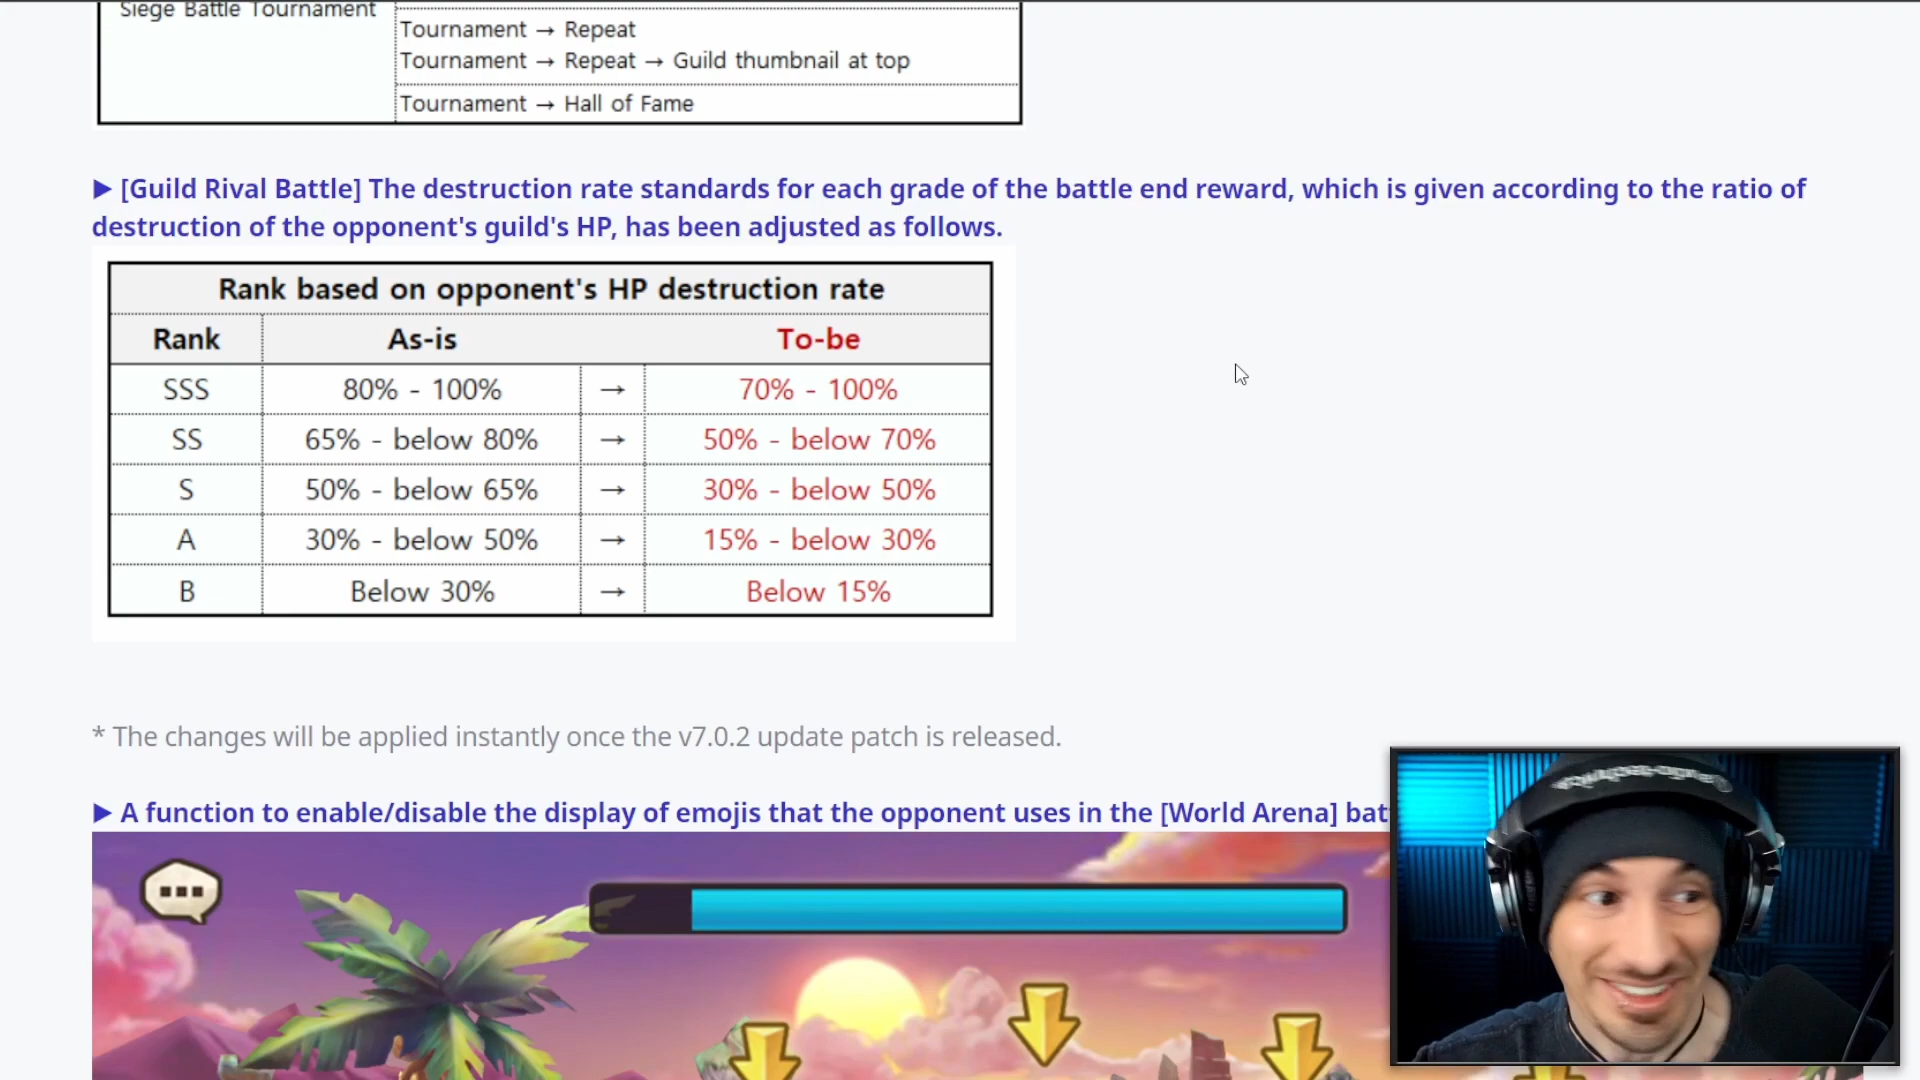 Siege Battle Tournament
Tournament → Repeat
Tournament → Repeat → Guild thumbnail at top
Tournament → Hall of Fame
▶ [Guild Rival Battle] The destruction rate standards for each grade of the battle end reward, which is given according to the ratio of
destruction of the opponent's guild's HP, has been adjusted as follows.
Rank based on opponent's HP destruction rate
Rank As-is To-be
SSS 80% - 100% → 70% - 100%
SS 65% - below 80% → 50% - below 70%
S 50% - below 65% → 30% - below 50%
A 30% - below 50% → 15% - below 30%
B Below 30% → Below 15%
* The changes will be applied instantly once the v7.0.2 update patch is released.
▶ A function to enable/disable the display of emojis that the opponent uses in the [World Arena]